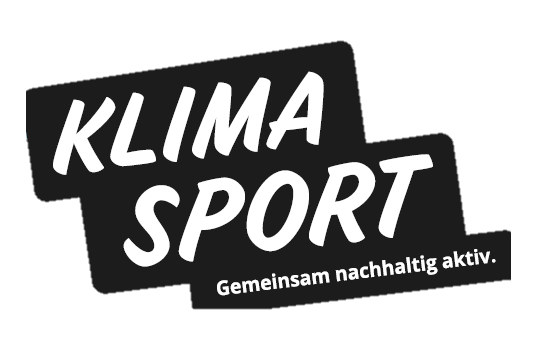 KLIMA
SPORT
Gemeinsam nachhaltig aktiv.